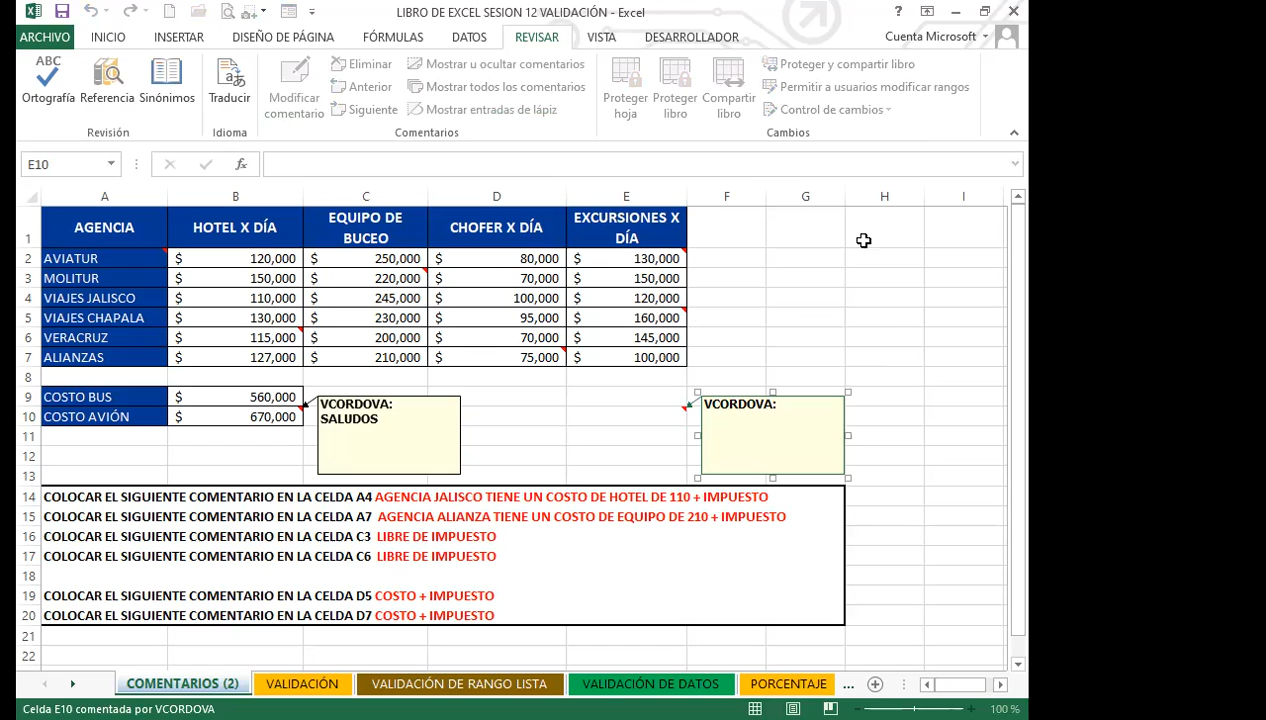 LIBRO DE EXCEL SESION 12 VALIDACIÓN - Excel
ARCHIVO INICIO INSERTAR DISEÑO DE PÁGINA FÓRMULAS DATOS REVISAR VISTA DESARROLLADOR Cuenta Microsoft
ABC
Ortografía Referencia Sinónimos
Revisión
Traducir
Idioma
Modificar comentario
Eliminar
Anterior
Siguiente
Mostrar u ocultar comentarios
Mostrar todos los comentarios
Mostrar entradas de lápiz
Comentarios
Proteger hoja
Proteger libro
Compartir libro
Proteger y compartir libro
Permitir a usuarios modificar rangos
Control de cambios
Cambios
E10 fx
A B C D E F G H I
1 AGENCIA HOTEL X DÍA EQUIPO DE BUCEO CHOFER X DÍA EXCURSIONES X DÍA
2 AVIATUR $ 120,000 $ 250,000 $ 80,000 $ 130,000
3 MOLITUR $ 150,000 $ 220,000 $ 70,000 $ 150,000
4 VIAJES JALISCO $ 110,000 $ 245,000 $ 100,000 $ 120,000
5 VIAJES CHAPALA $ 130,000 $ 230,000 $ 95,000 $ 160,000
6 VERACRUZ $ 115,000 $ 200,000 $ 70,000 $ 145,000
7 ALIANZAS $ 127,000 $ 210,000 $ 75,000 $ 100,000
8
9 COSTO BUS $ 560,000
10 COSTO AVIÓN $ 670,000
VCORDOVA:
SALUDOS
VCORDOVA:
11
12
13
14 COLOCAR EL SIGUIENTE COMENTARIO EN LA CELDA A4 AGENCIA JALISCO TIENE UN COSTO DE HOTEL DE 110 + IMPUESTO
15 COLOCAR EL SIGUIENTE COMENTARIO EN LA CELDA A7 AGENCIA ALIANZA TIENE UN COSTO DE EQUIPO DE 210 + IMPUESTO
16 COLOCAR EL SIGUIENTE COMENTARIO EN LA CELDA C3 LIBRE DE IMPUESTO
17 COLOCAR EL SIGUIENTE COMENTARIO EN LA CELDA C6 LIBRE DE IMPUESTO
18
19 COLOCAR EL SIGUIENTE COMENTARIO EN LA CELDA D5 COSTO + IMPUESTO
20 COLOCAR EL SIGUIENTE COMENTARIO EN LA CELDA D7 COSTO + IMPUESTO
21
22
COMENTARIOS (2) VALIDACIÓN VALIDACIÓN DE RANGO LISTA VALIDACIÓN DE DATOS PORCENTAJE ...
Celda E10 comentada por VCORDOVA 100 %